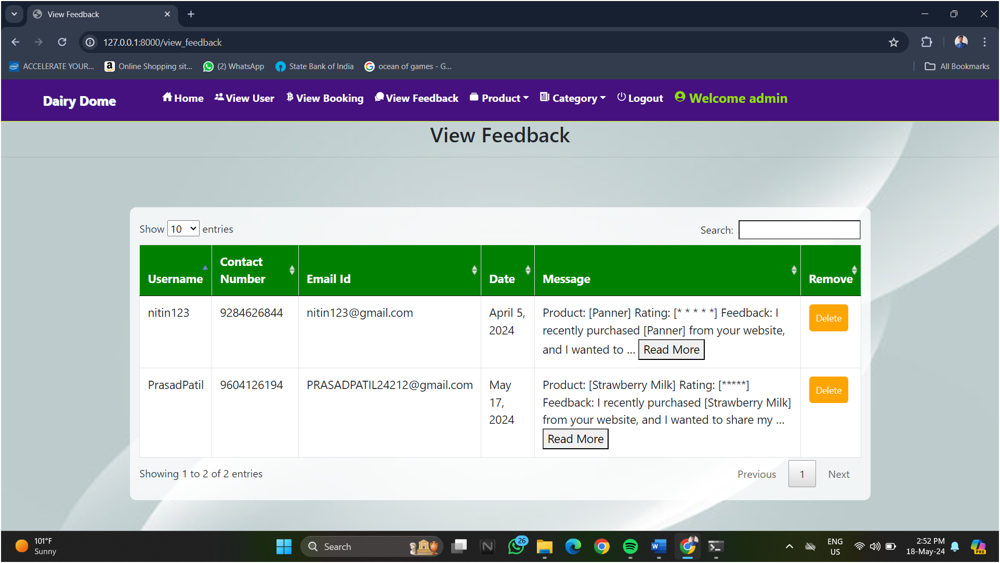 View Feedback
127.0.0.1:8000/view_feedback
ACCELERATE YOUR... Online Shopping sit... (2) WhatsApp State Bank of India ocean of games - G... All Bookmarks
Dairy Dome Home View User View Booking View Feedback Product Category Logout Welcome admin
View Feedback
Show 10 entries Search:
Username Contact Number Email Id Date Message Remove
nitin123 9284626844 nitin123@gmail.com April 5, 2024
Product: [Panner] Rating: [* * * * *] Feedback: I
recently purchased [Panner] from your website,
and I wanted to ... Read More
Delete
PrasadPatil 9604126194 PRASADPATIL24212@gmail.com May 17, 2024
Product: [Strawberry Milk] Rating: [*****]
Feedback: I recently purchased [Strawberry Milk]
from your website, and I wanted to share my ...
Read More
Delete
Showing 1 to 2 of 2 entries Previous 1 Next
101°F
Sunny
Search
26
ENG
US
2:52 PM
18-May-24
PRE